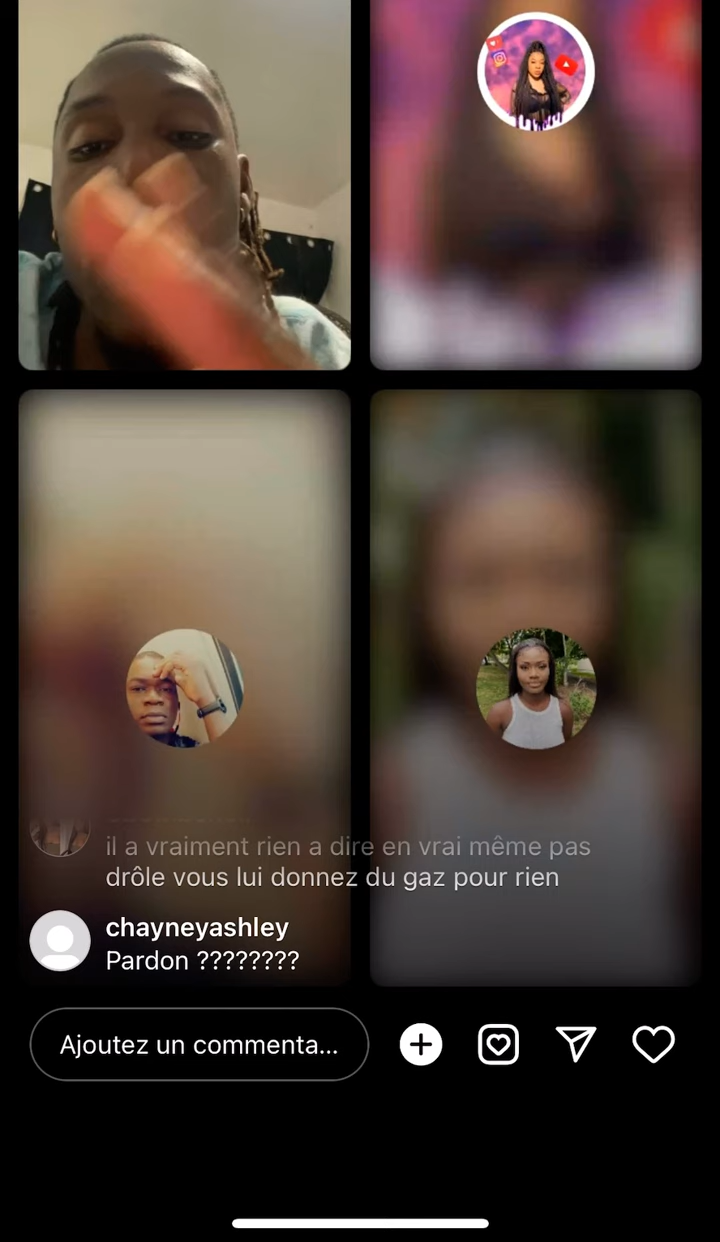 il a vraiment rien a dire en vrai même pas
drôle vous lui donnez du gaz pour rien
chayneyashley
Pardon ????????
Ajoutez un commenta...